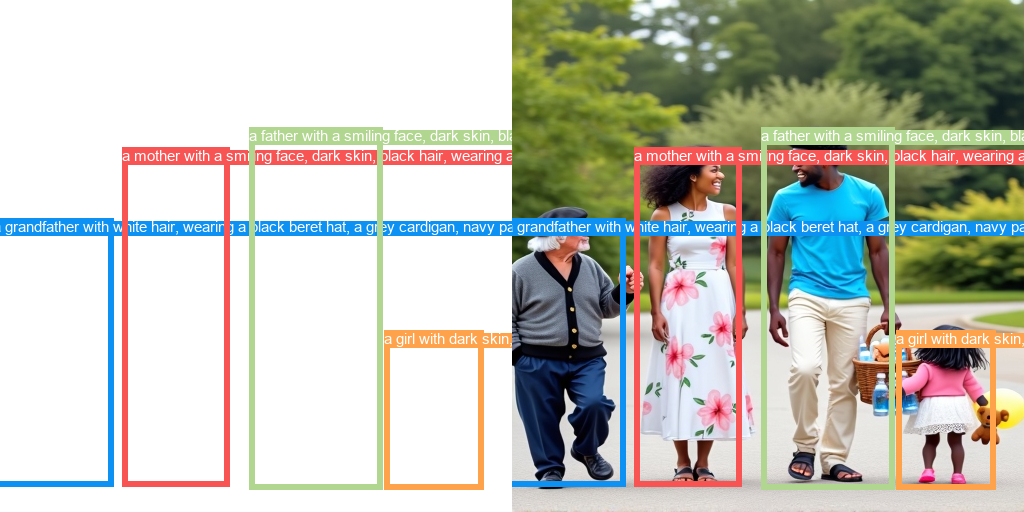 a father with a smiling face, dark skin, bla
a mother with a smiling face, dark skin, black hair, wearing a
grandfather with white hair, wearing a black beret hat, a grey cardigan, navy pa
a girl with dark skin
a father with a smiling face, dark skin, bla
a mother with a smiling face, dark skin, black hair, wearing a
grandfather with white hair, wearing a black beret hat, a grey cardigan, navy pa
a girl with dark skin,